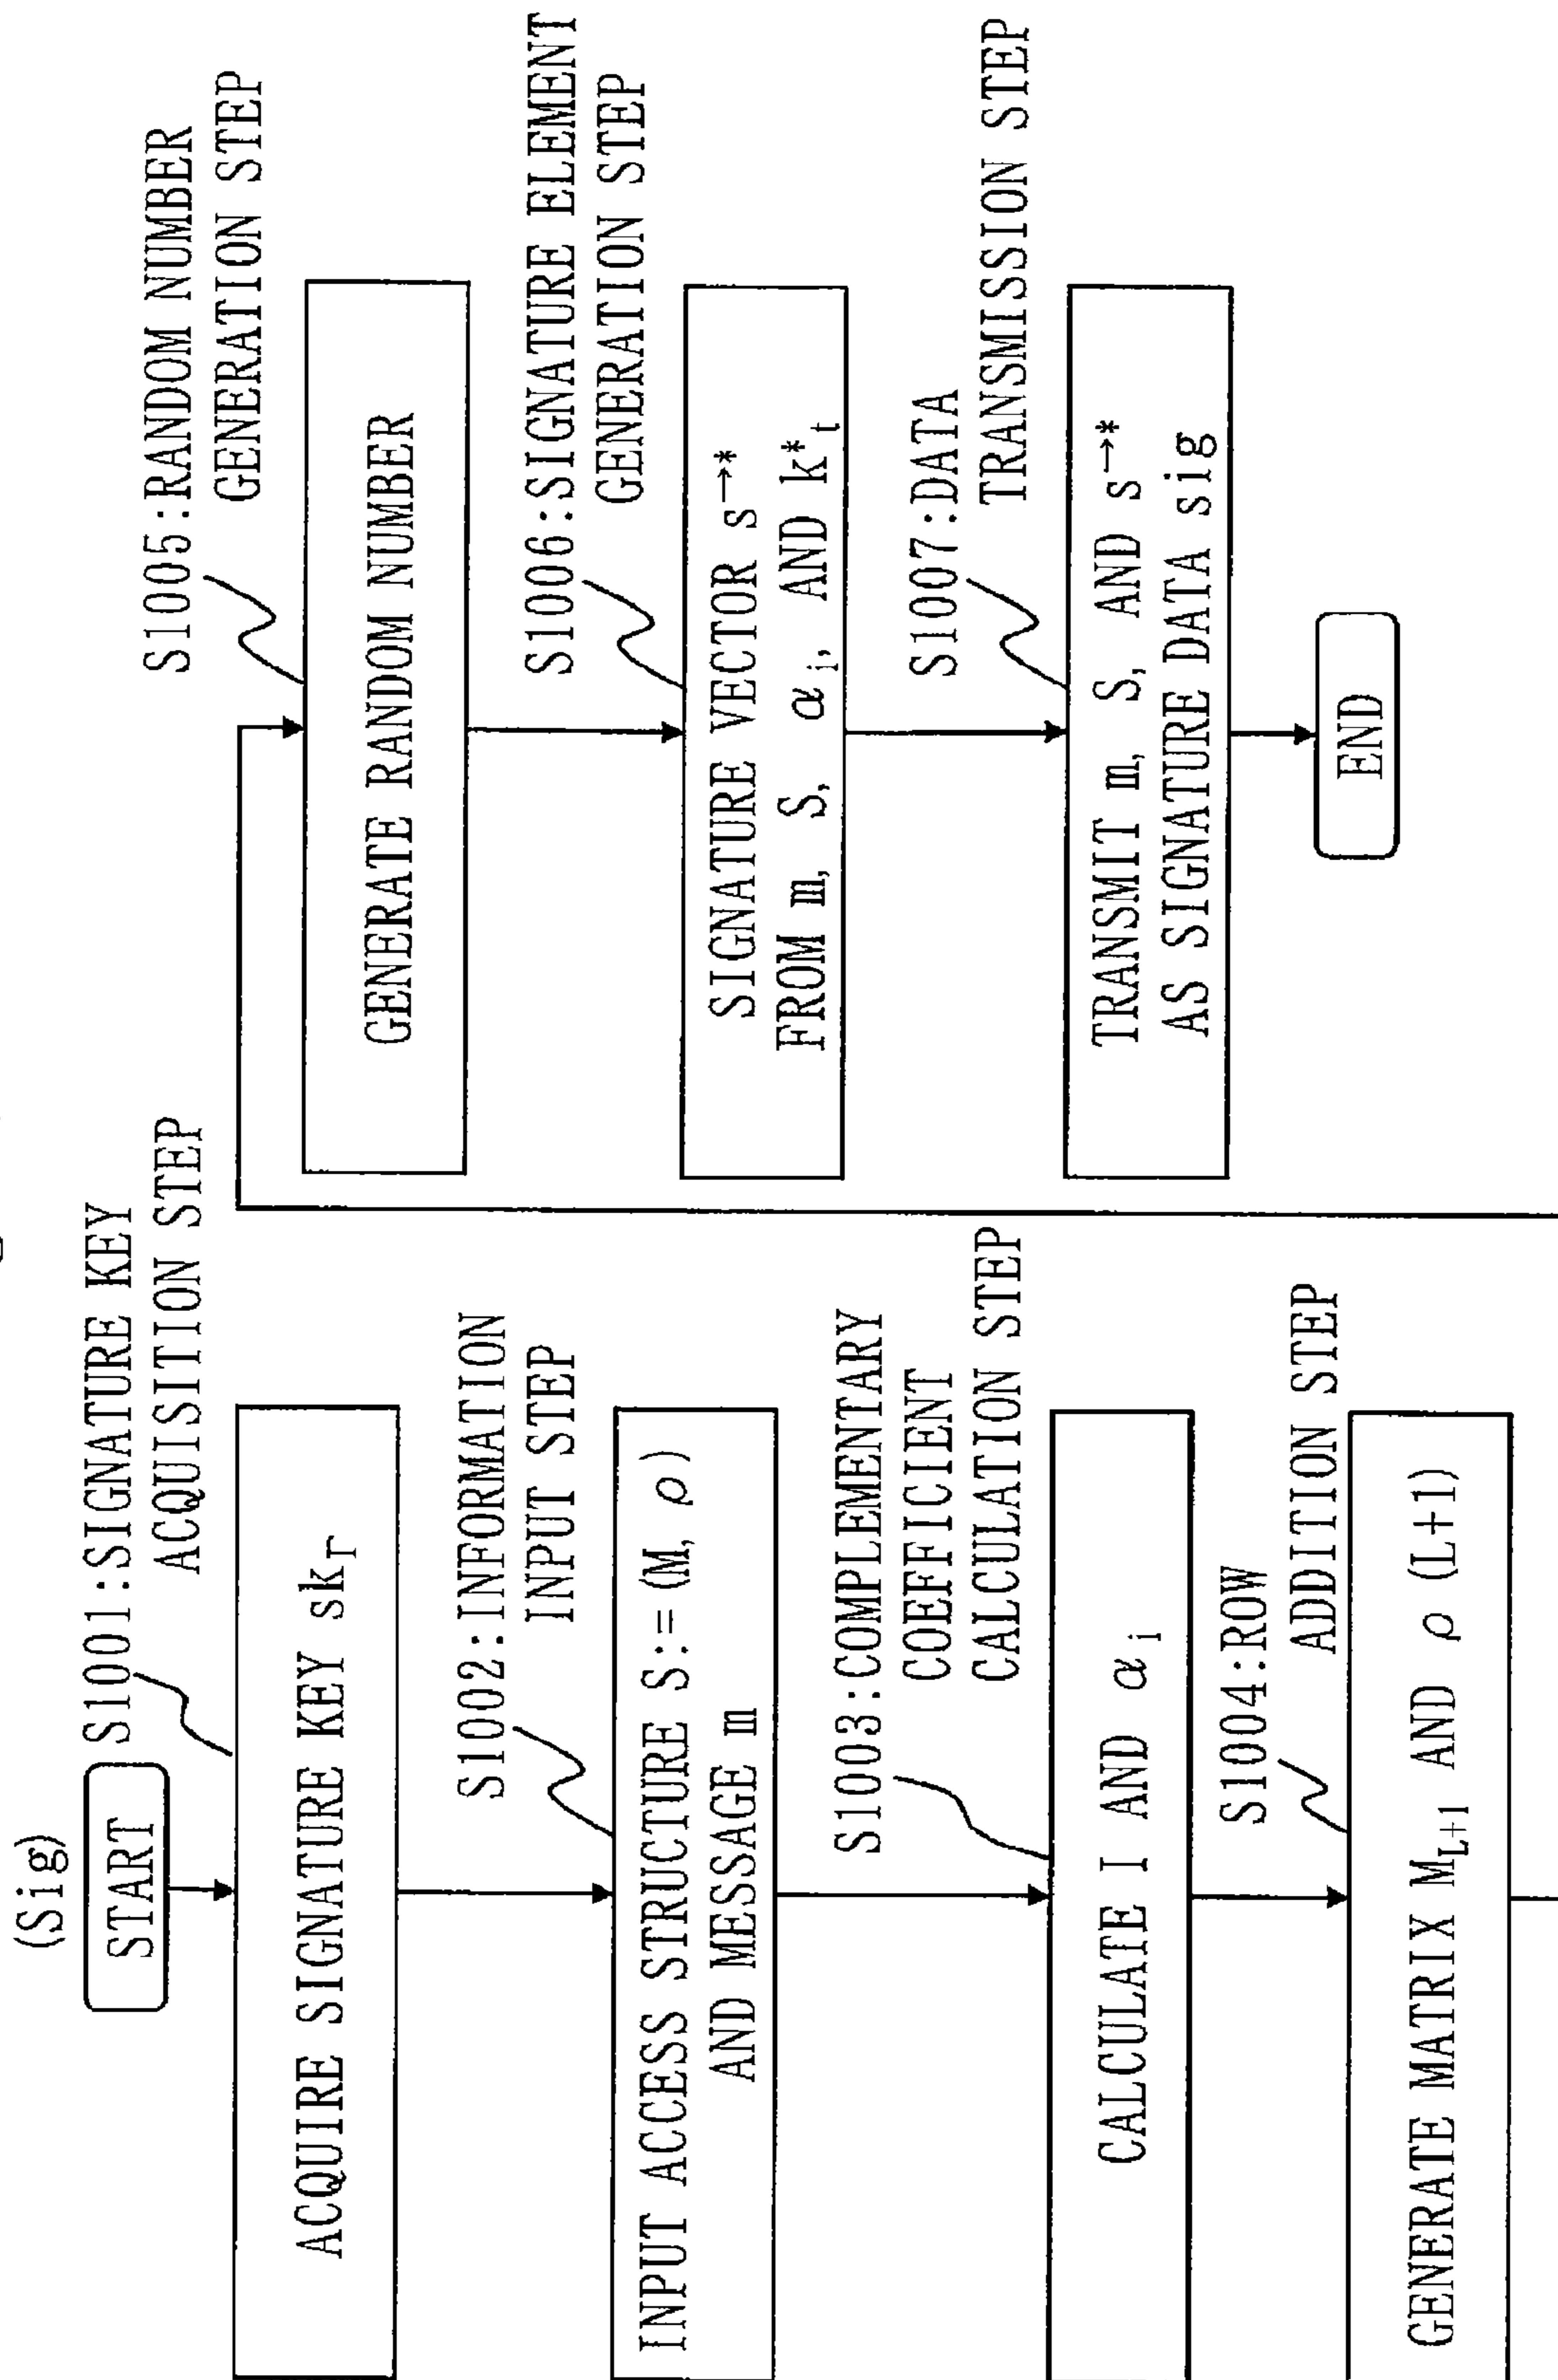 (Sig)
START
S1001:SIGNATURE KEY
ACQUISITION STEP
ACQUIRE SIGNATURE KEY sk_Γ
S1002:INFORMATION
INPUT STEP
INPUT ACCESS STRUCTURE S:=(M, ρ)
AND MESSAGE m
S1003:COMPLEMENTARY
COEFFICIENT
CALCULATION STEP
CALCULATE I AND α_i
S1004:ROW
ADDITION STEP
GENERATE MATRIX M_{L+1} AND ρ(L+1)
S1005:RANDOM NUMBER
GENERATION STEP
GENERATE RANDOM NUMBER
S1006:SIGNATURE ELEMENT
GENERATION STEP
SIGNATURE VECTOR s^{→*}
FROM m, S, α_i, AND k^*_t
S1007:DATA
TRANSMISSION STEP
TRANSMIT m, S, AND s^{→*}
AS SIGNATURE DATA sig
END